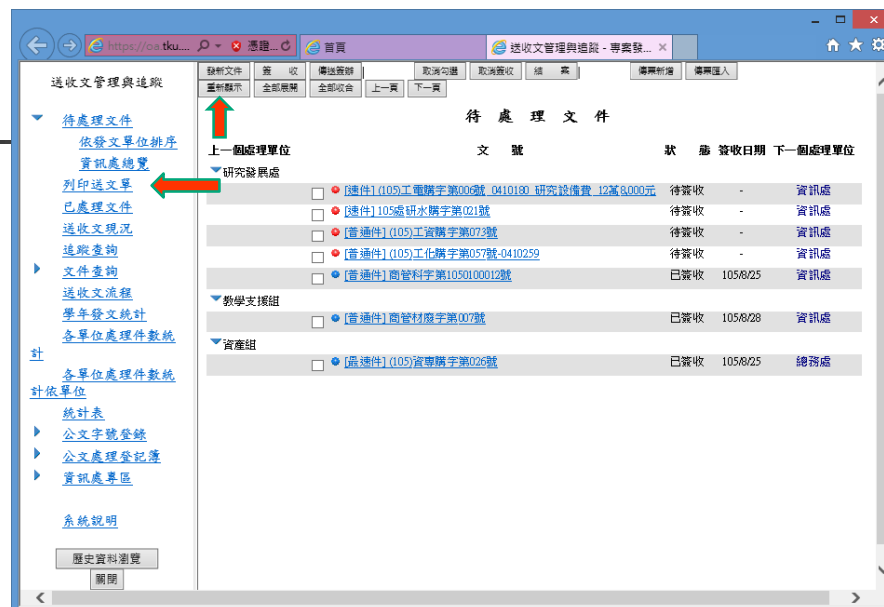 https://oa.tku....
憑證...
首頁
送收文管理與追蹤 - 專案發...
送收文管理與追蹤
發新文件 簽 收 傳送簽辦 取消勾選 取消簽收 結 案 傳票新增 傳票匯入
重新顯示 全部展開 全部收合 上一頁 下一頁
待處理文件
依發文單位排序
資訊處總覽
列印送文單
已處理文件
送收文現況
追蹤查詢
文件查詢
送收文流程
學年發文統計
各單位處理件數統
計
各單位處理件數統
計依單位
統計表
公文字號登錄
公文處理登記簿
資訊處專區
系統說明
歷史資料瀏覽
關閉
待 處 理 文 件
上一個處理單位 文 號 狀 態 簽收日期 下一個處理單位
研究發展處
[速件] (105)工電購字第006號_0410180_研究設備費_12萬8,000元 待簽收 - 資訊處
[速件] 105處研水購字第021號 待簽收 - 資訊處
[普通件] (105)工資購字第073號 待簽收 - 資訊處
[普通件] (105)工化購字第057號-0410259 待簽收 - 資訊處
[普通件] 商管科字第1050100012號 已簽收 105/8/25 資訊處
教學支援組
[普通件] 商管材廢字第007號 已簽收 105/8/28 資訊處
資產組
[最速件] (105)資專購字第026號 已簽收 105/8/25 總務處